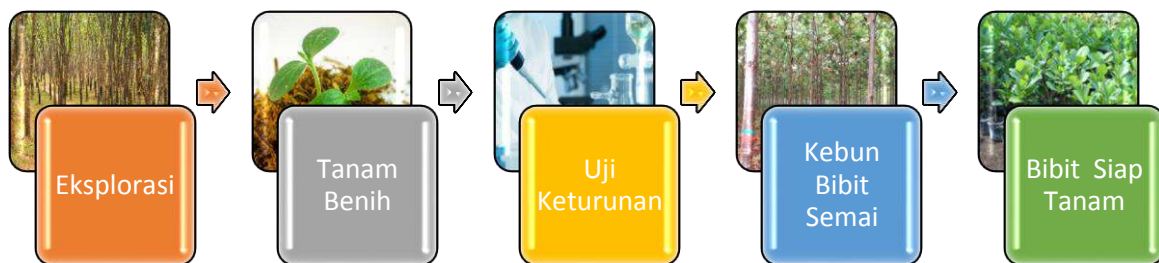 Eksplorasi
Tanam
Benih
Uji
Keturunan
Kebun
Bibit
Semai
Bibit Siap
Tanam